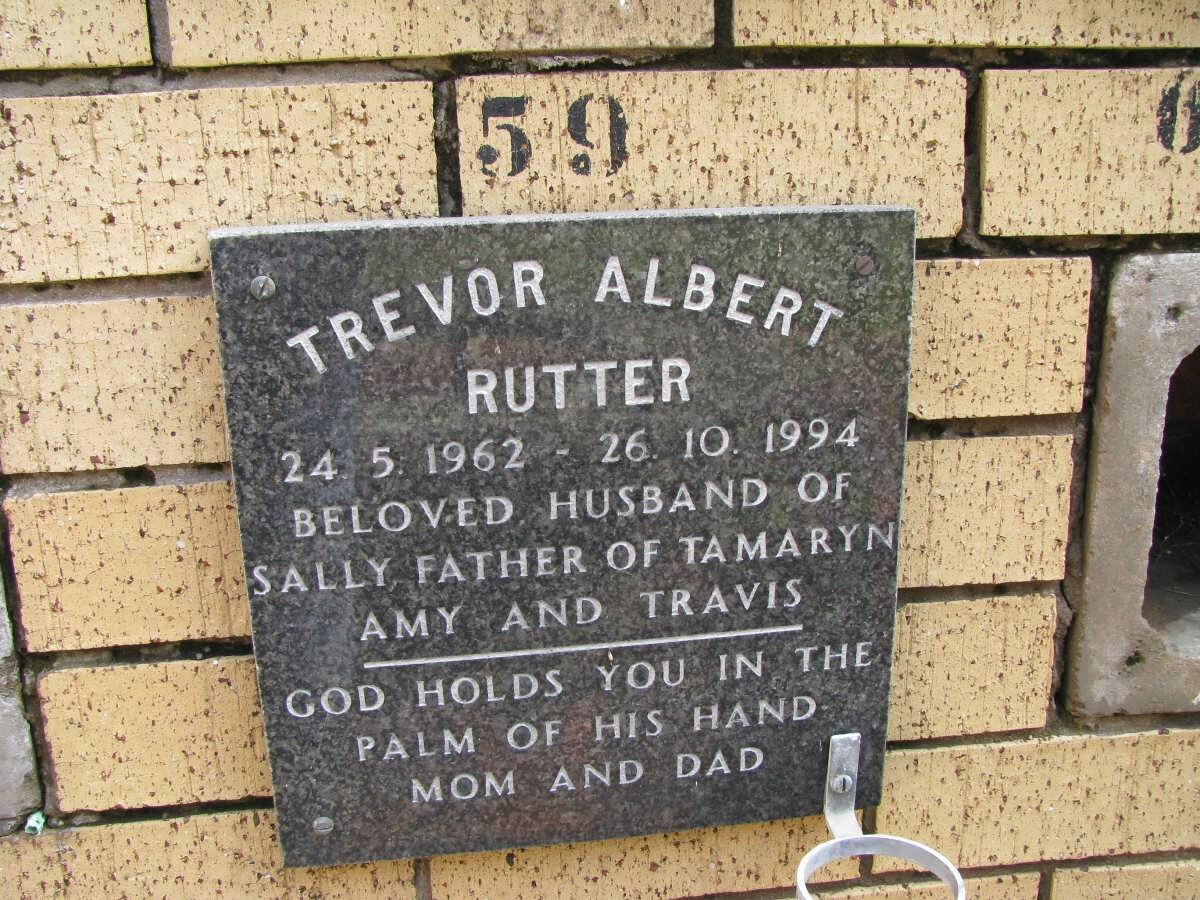 59
TREVOR ALBERT
RUTTER
24. 5. 1962 - 26. 10. 1994
BELOVED HUSBAND OF
SALLY FATHER OF TAMARYN
AMY AND TRAVIS
GOD HOLDS YOU IN THE
PALM OF HIS HAND
MOM AND DAD